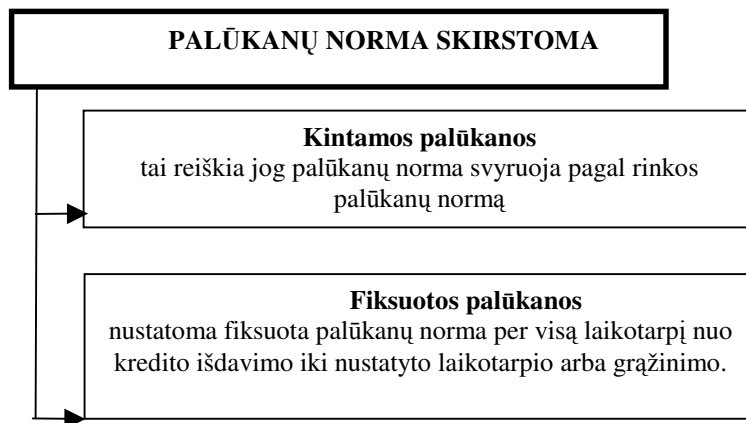 PALŪKANŲ NORMA SKIRSTOMA
Kintamos palūkanos
tai reiškia jog palūkanų norma svyruoja pagal rinkos
palūkanų normą
Fiksuotos palūkanos
nustatoma fiksuota palūkanų norma per visą laikotarpį nuo
kredito išdavimo iki nustatyto laikotarpio arba grąžinimo.